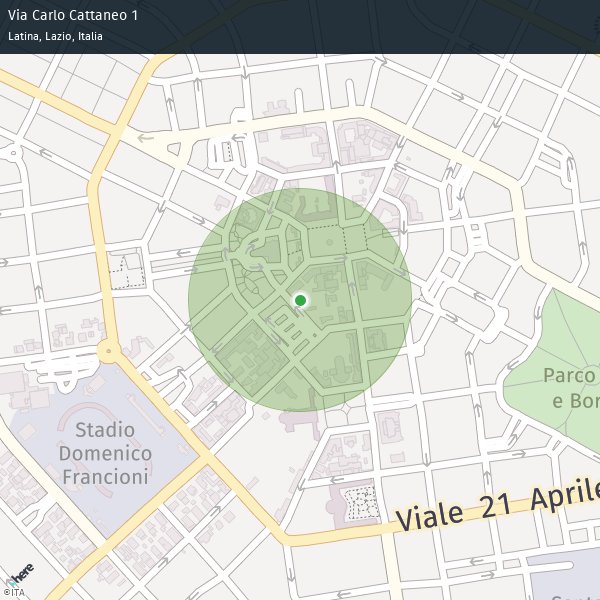 Via Carlo Cattaneo 1
Latina, Lazio, Italia
Parco
e Bor
Stadio
Domenico
Francioni
Viale 21 Aprile
here
©ITA